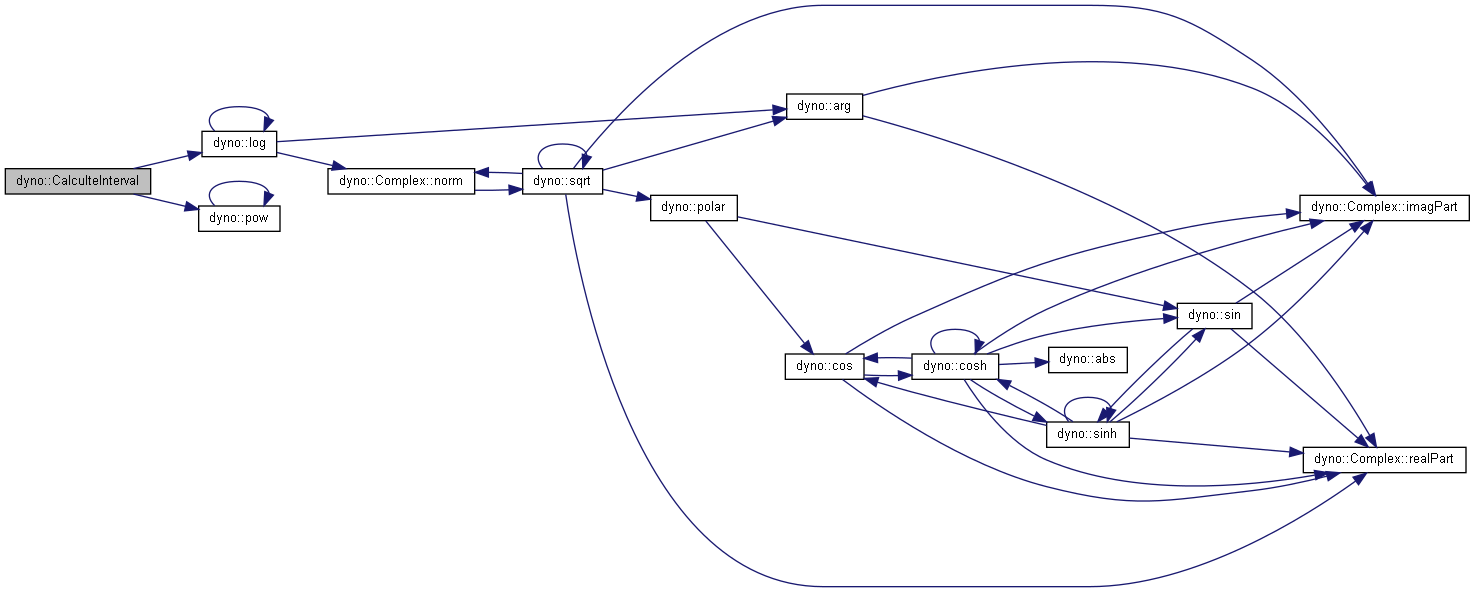 dyno::CalculteInterval
dyno::log
dyno::pow
dyno::Complex::norm
dyno::sqrt
dyno::arg
dyno::polar
dyno::cos
dyno::cosh
dyno::abs
dyno::sinh
dyno::sin
dyno::Complex::imagPart
dyno::Complex::realPart